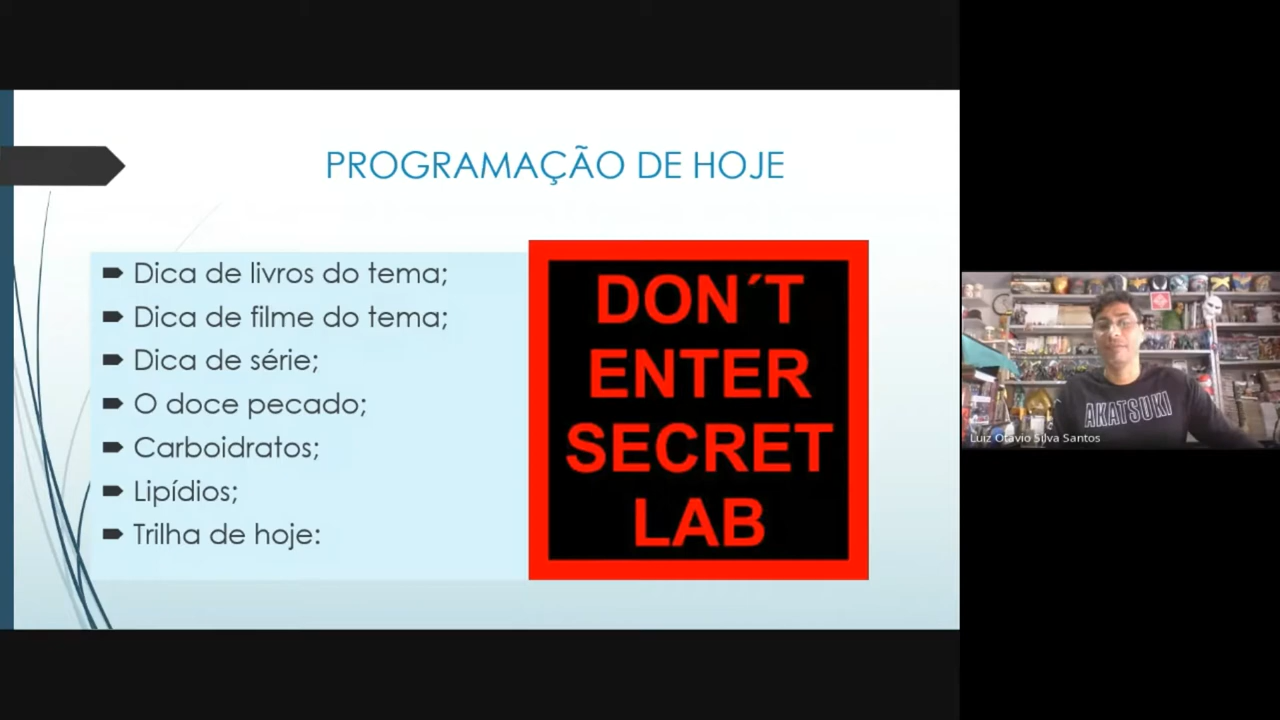 PROGRAMAÇÃO DE HOJE
Dica de livros do tema;
Dica de filme do tema;
Dica de série;
O doce pecado;
Carboidratos;
Lipídios;
Trilha de hoje:
DON´T
ENTER
SECRET
LAB
AKATSUKI
Luiz Otavio Silva Santos